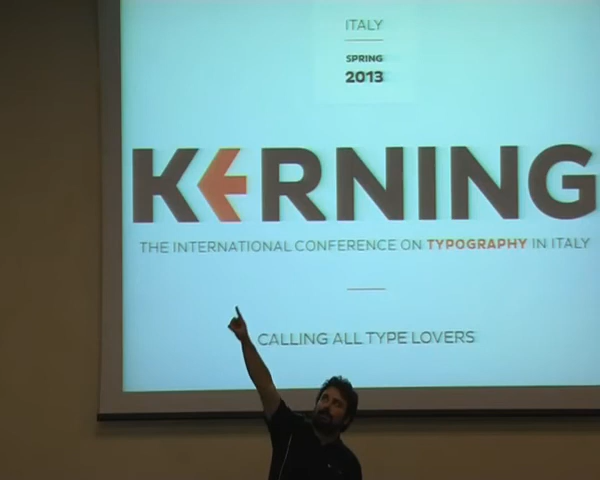 ITALY
SPRING
2013
KERNING
THE INTERNATIONAL CONFERENCE ON TYPOGRAPHY IN ITALY
CALLING ALL TYPE LOVERS